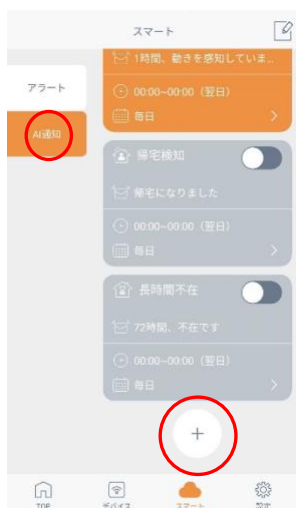 スマート
アラート
AI通知
1時間、動きを感知していま...
00:00~00:00（翌日）
毎日
帰宅検知
帰宅になりました
00:00~00:00（翌日）
毎日
長時間不在
72時間、不在です
00:00~00:00（翌日）
毎日
+
TOP
デバイス
スマート
設定